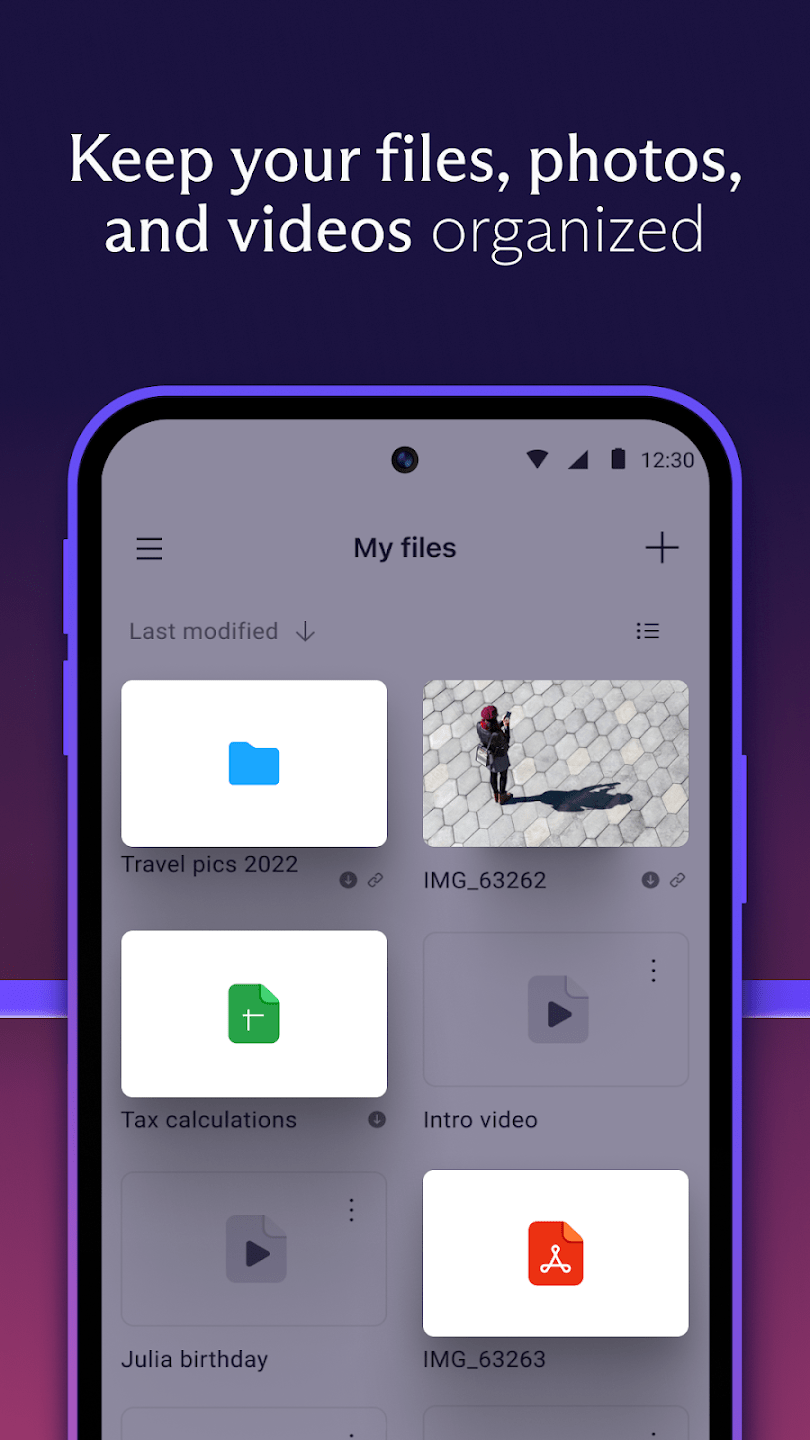 Keep your files, photos,
and videos organized
12:30
My files
Last modified
Travel pics 2022
IMG_63262
Tax calculations
Intro video
Julia birthday
IMG_63263